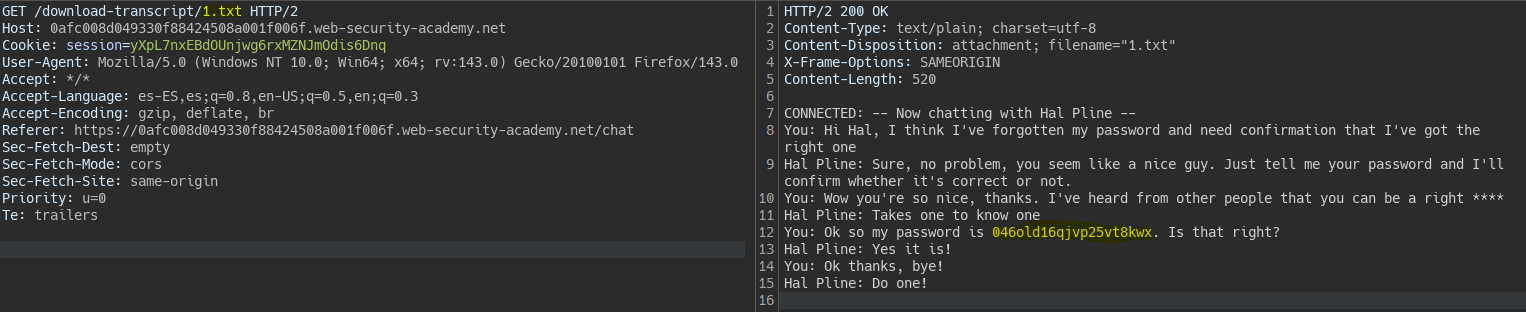 GET /download-transcript/1.txt HTTP/2
Host: 0afc008d049330f88424508a001f006f.web-security-academy.net
Cookie: session=yXpL7nxEBdOUnjwg6rxMZNJmOdis6Dnq
User-Agent: Mozilla/5.0 (Windows NT 10.0; Win64; x64; rv:143.0) Gecko/20100101 Firefox/143.0
Accept: */*
Accept-Language: es-ES,es;q=0.8,en-US;q=0.5,en;q=0.3
Accept-Encoding: gzip, deflate, br
Referer: https://0afc008d049330f88424508a001f006f.web-security-academy.net/chat
Sec-Fetch-Dest: empty
Sec-Fetch-Mode: cors
Sec-Fetch-Site: same-origin
Priority: u=0
Te: trailers
1 HTTP/2 200 OK
2 Content-Type: text/plain; charset=utf-8
3 Content-Disposition: attachment; filename="1.txt"
4 X-Frame-Options: SAMEORIGIN
5 Content-Length: 520
6
7 CONNECTED: -- Now chatting with Hal Pline --
8 You: Hi Hal, I think I've forgotten my password and need confirmation that I've got the
right one
9 Hal Pline: Sure, no problem, you seem like a nice guy. Just tell me your password and I'll
confirm whether it's correct or not.
10 You: Wow you're so nice, thanks. I've heard from other people that you can be a right ****
11 Hal Pline: Takes one to know one
12 You: Ok so my password is 046old16qjvp25vt8kwx. Is that right?
13 Hal Pline: Yes it is!
14 You: Ok thanks, bye!
15 Hal Pline: Do one!
16